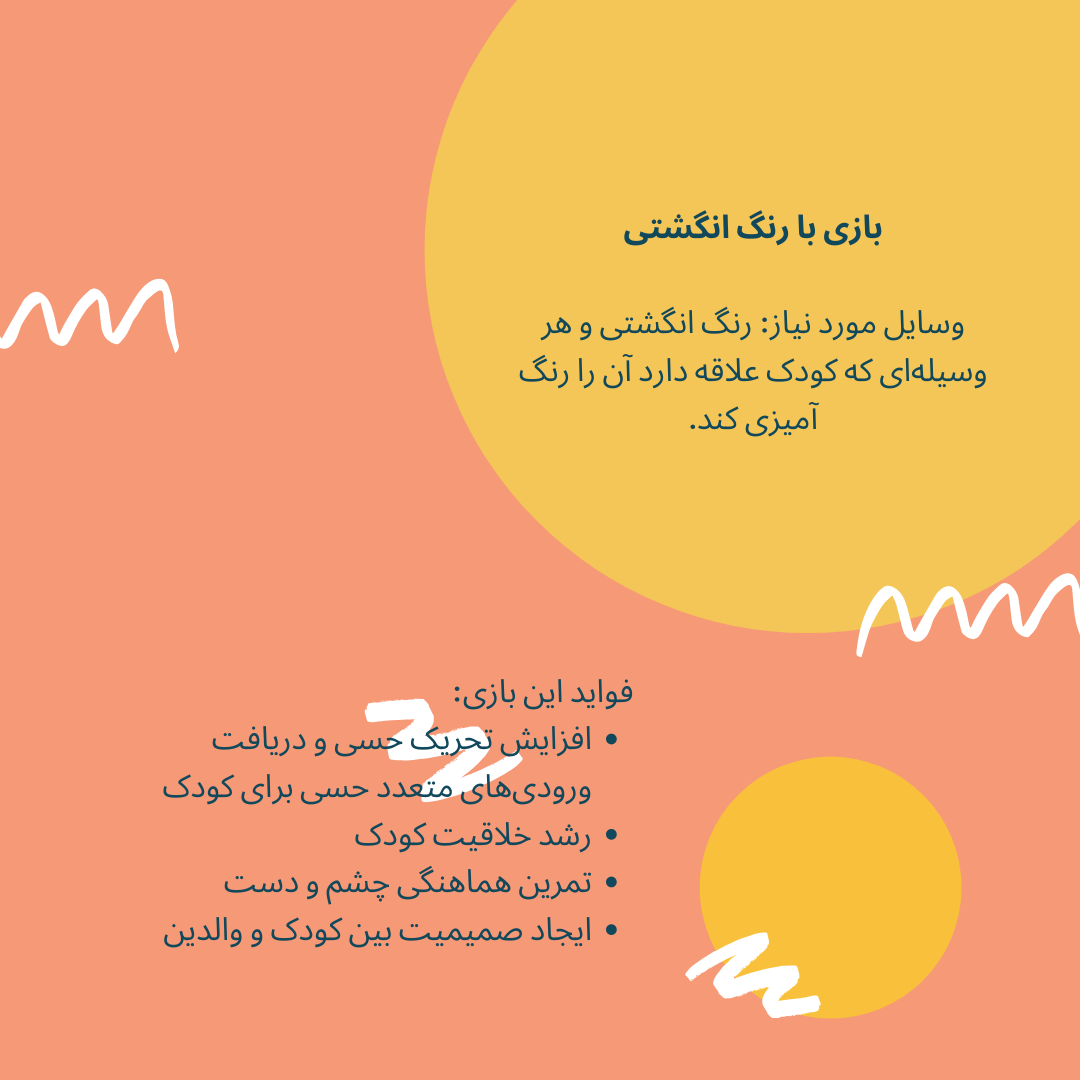 بازی با رنگ انگشتی
وسایل مورد نیاز: رنگ انگشتی و هر
وسیله‌ای که کودک علاقه دارد آن را رنگ
آمیزی کند.
فواید این بازی:
• افزایش تحریک حسی و دریافت
ورودی‌های متعدد حسی برای کودک
• رشد خلاقیت کودک
• تمرین هماهنگی چشم و دست
• ایجاد صمیمیت بین کودک و والدین